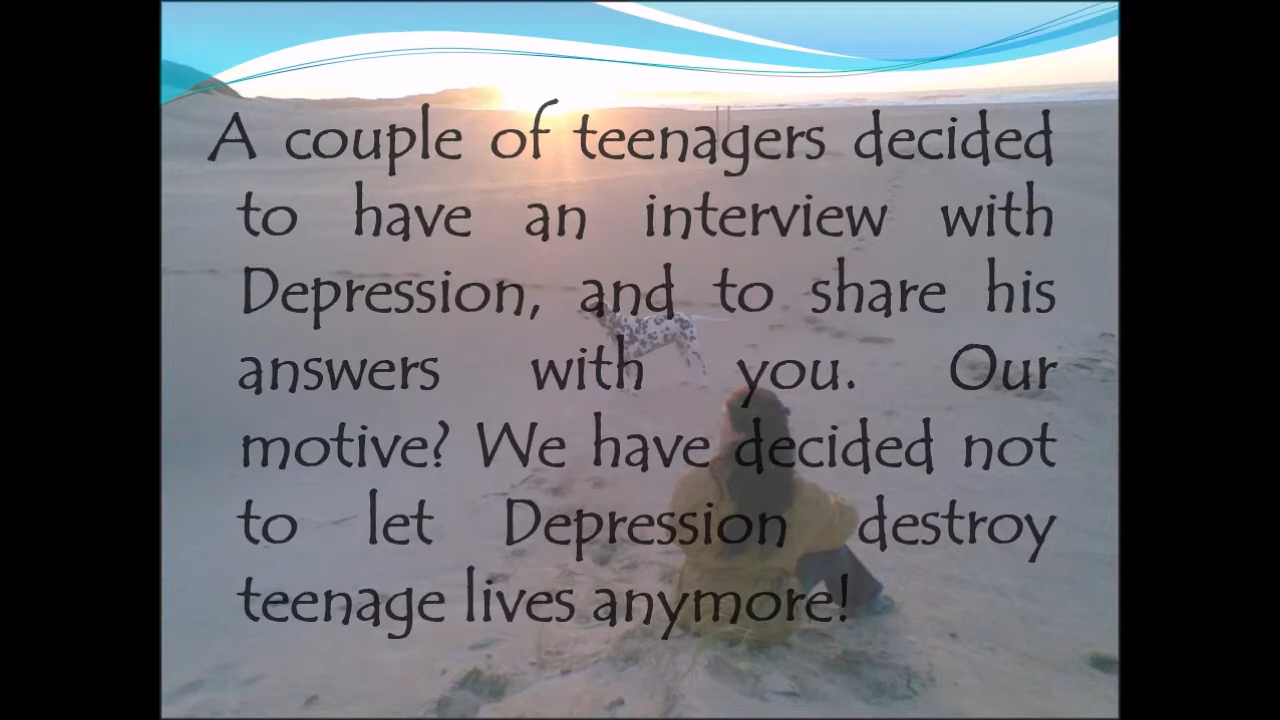 A couple of teenagers decided
to have an interview with
Depression, and to share his
answers with you. Our
motive? We have decided not
to let Depression destroy
teenage lives anymore!